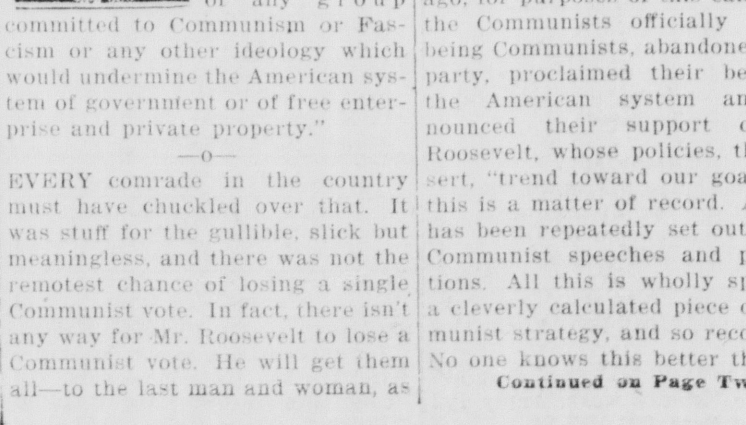 or any group
committed to Communism or Fas-
cism or any other ideology which
would undermine the American sys-
tem of government or of free enter-
prise and private property."
—o—
EVERY comrade in the country
must have chuckled over that. It
was stuff for the gullible, slick but
meaningless, and there was not the
remotest chance of losing a single
Communist vote. In fact, there isn't
any way for Mr. Roosevelt to lose a
Communist vote. He will get them
all—to the last man and woman, as
ago, for purposes of
the Communists officially
being Communists, abandone
party, proclaimed their be
the American system an
nounced their support
Roosevelt, whose policies, t
sert, "trend toward our goa
this is a matter of record.
has been repeatedly set out
Communist speeches and p
tions. All this is wholly sp
a cleverly calculated piece
munist strategy, and so reco
No one knows this better th
Continued on Page Tw